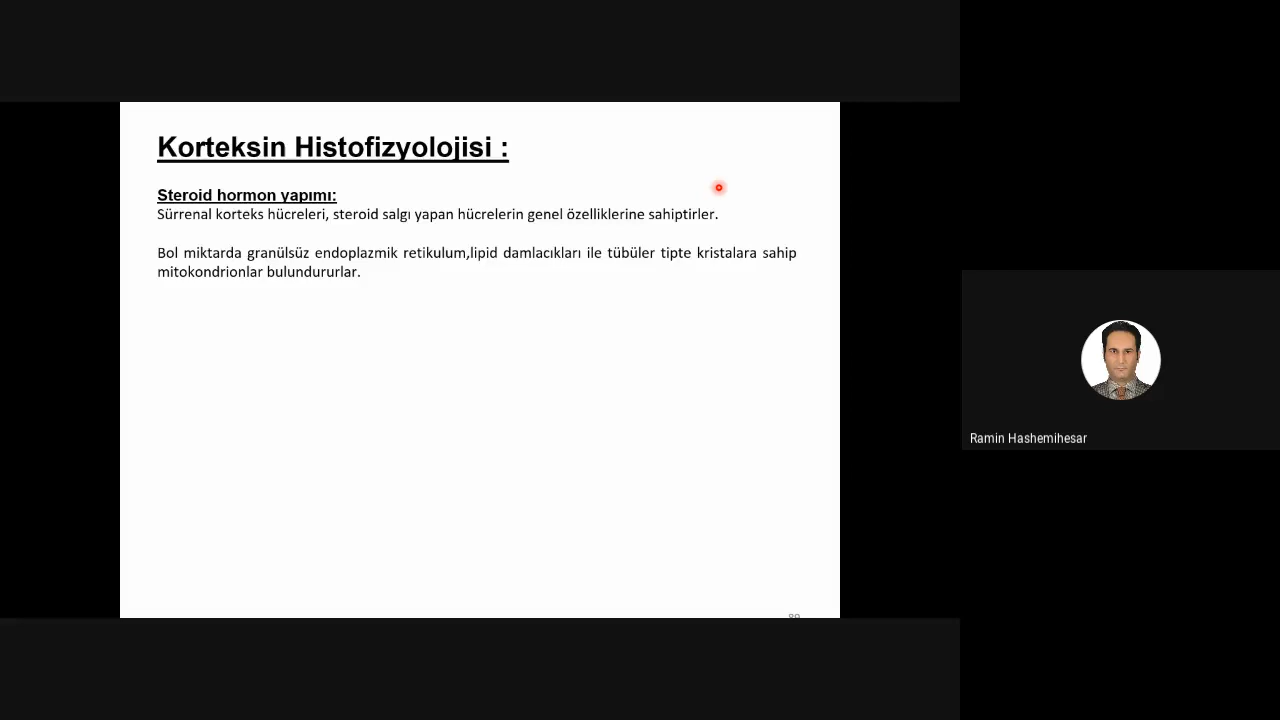 Korteksin Histofizyolojisi :
Steroid hormon yapımı:
Sürrenal korteks hücreleri, steroid salgı yapan hücrelerin genel özelliklerine sahiptirler.
Bol miktarda granülsüz endoplazmik retikulum,lipid damlacıkları ile tübüler tipte kristalara sahip
mitokondrionlar bulundururlar.
Ramin Hashemihesar